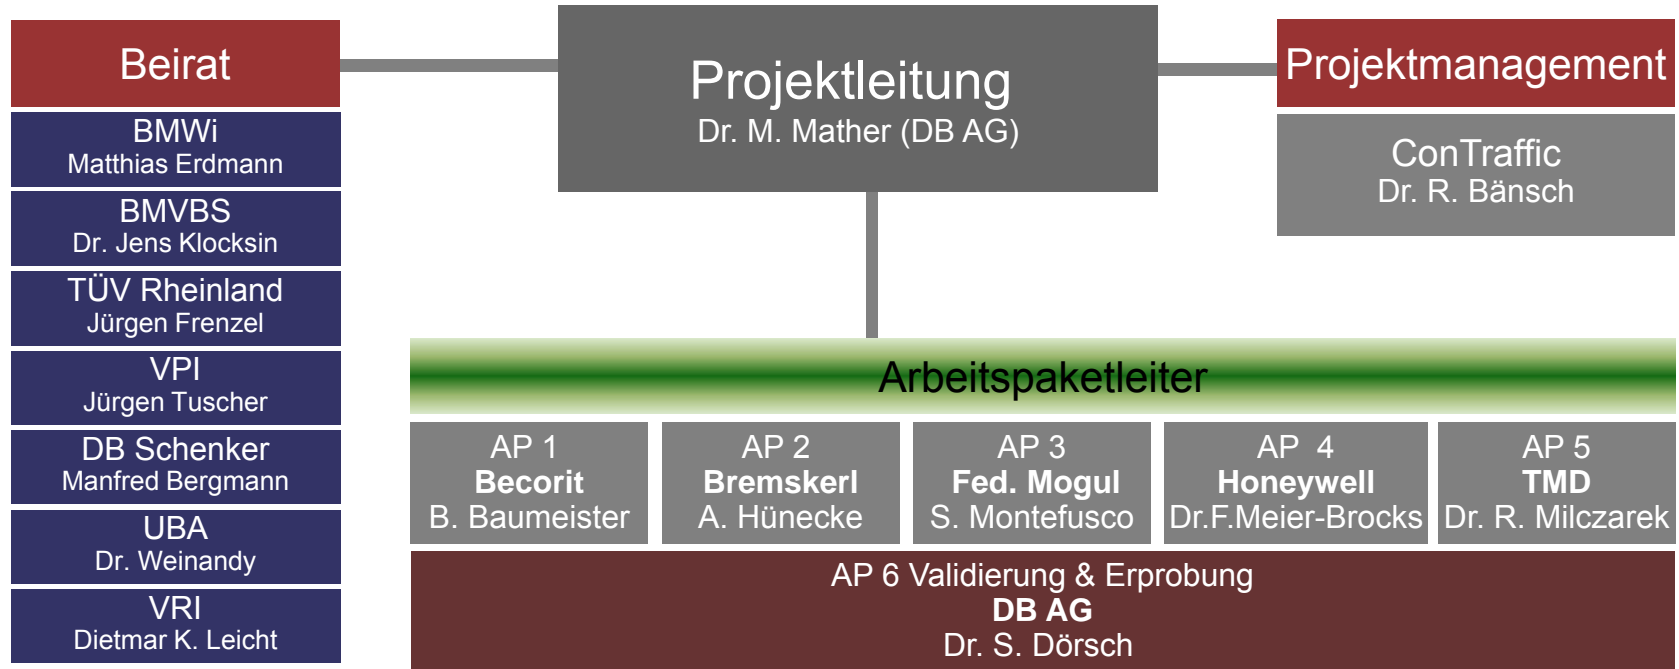 Beirat
BMWi
Matthias Erdmann
BMVBS
Dr. Jens Klocksin
TÜV Rheinland
Jürgen Frenzel
VPI
Jürgen Tuscher
DB Schenker
Manfred Bergmann
UBA
Dr. Weinandy
VRI
Dietmar K. Leicht
Projektleitung
Dr. M. Mather (DB AG)
Projektmanagement
ConTraffic
Dr. R. Bänsch
Arbeitspaketleiter
AP 1
Becorit
B. Baumeister
AP 2
Bremskerl
A. Hünecke
AP 3
Fed. Mogul
S. Montefusco
AP 4
Honeywell
Dr.F.Meier-Brocks
AP 5
TMD
Dr. R. Milczarek
AP 6 Validierung & Erprobung
DB AG
Dr. S. Dörsch